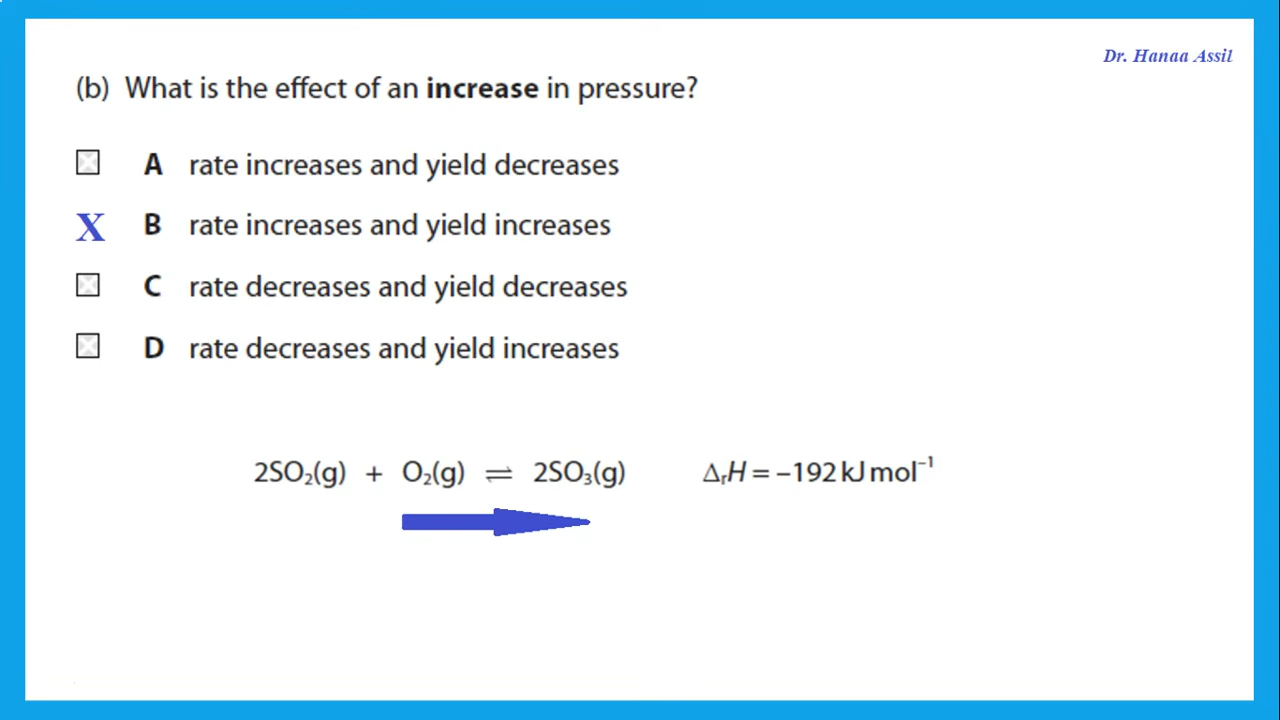 Dr. Hanaa Assil
(b) What is the effect of an increase in pressure?
A rate increases and yield decreases
X B rate increases and yield increases
C rate decreases and yield decreases
D rate decreases and yield increases
2SO₂(g) + O₂(g) ⇌ 2SO₃(g) ΔᵣH = –192 kJ mol⁻¹